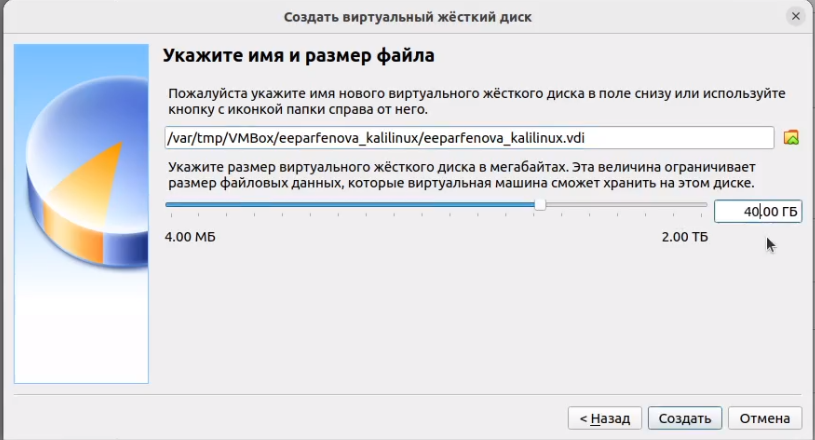 Создать виртуальный жёсткий диск
Укажите имя и размер файла
Пожалуйста укажите имя нового виртуального жёсткого диска в поле снизу или используйте
кнопку с иконкой папки справа от него.
/var/tmp/VMBox/eeparfenova_kalilinux/eeparfenova_kalilinux.vdi
Укажите размер виртуального жёсткого диска в мегабайтах. Эта величина ограничивает
размер файловых данных, которые виртуальная машина сможет хранить на этом диске.
40.00 ГБ
4.00 МБ
2.00 ТБ
< Назад
Создать
Отмена